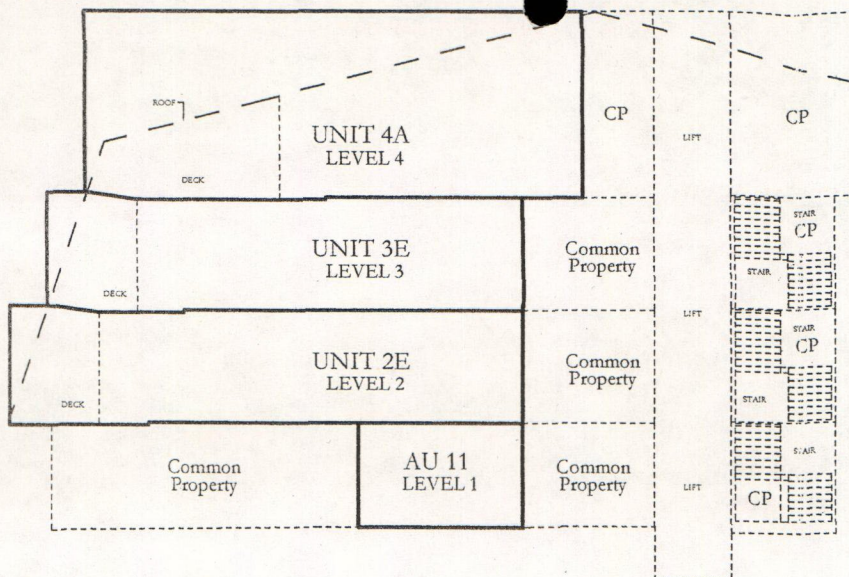 ROOF
UNIT 4A
LEVEL 4
DECK
CP
LIFT
CP
UNIT 3E
LEVEL 3
DECK
Common
Property
STAIR
CP
STAIR
LIFT
UNIT 2E
LEVEL 2
DECK
Common
Property
STAIR
CP
STAIR
Common
Property
AU 11
LEVEL 1
Common
Property
LIFT
STAIR
CP